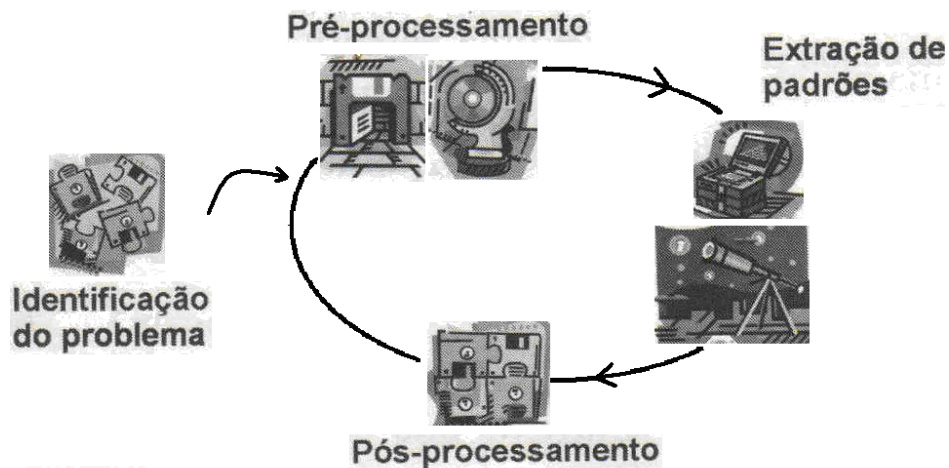 Pré-processamento
Extração de
padrões
Identificação
do problema
Pós-processamento